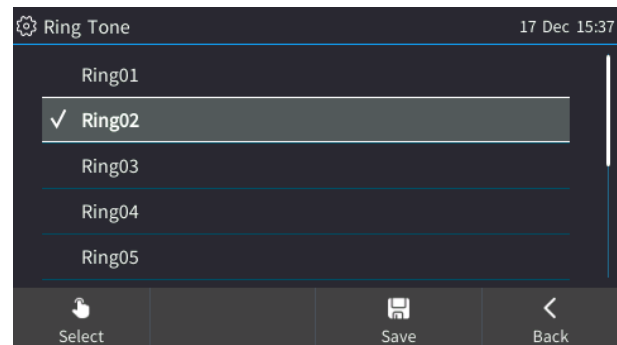 Ring Tone 17 Dec 15:37
Ring01
Ring02
Ring03
Ring04
Ring05
Select Save Back